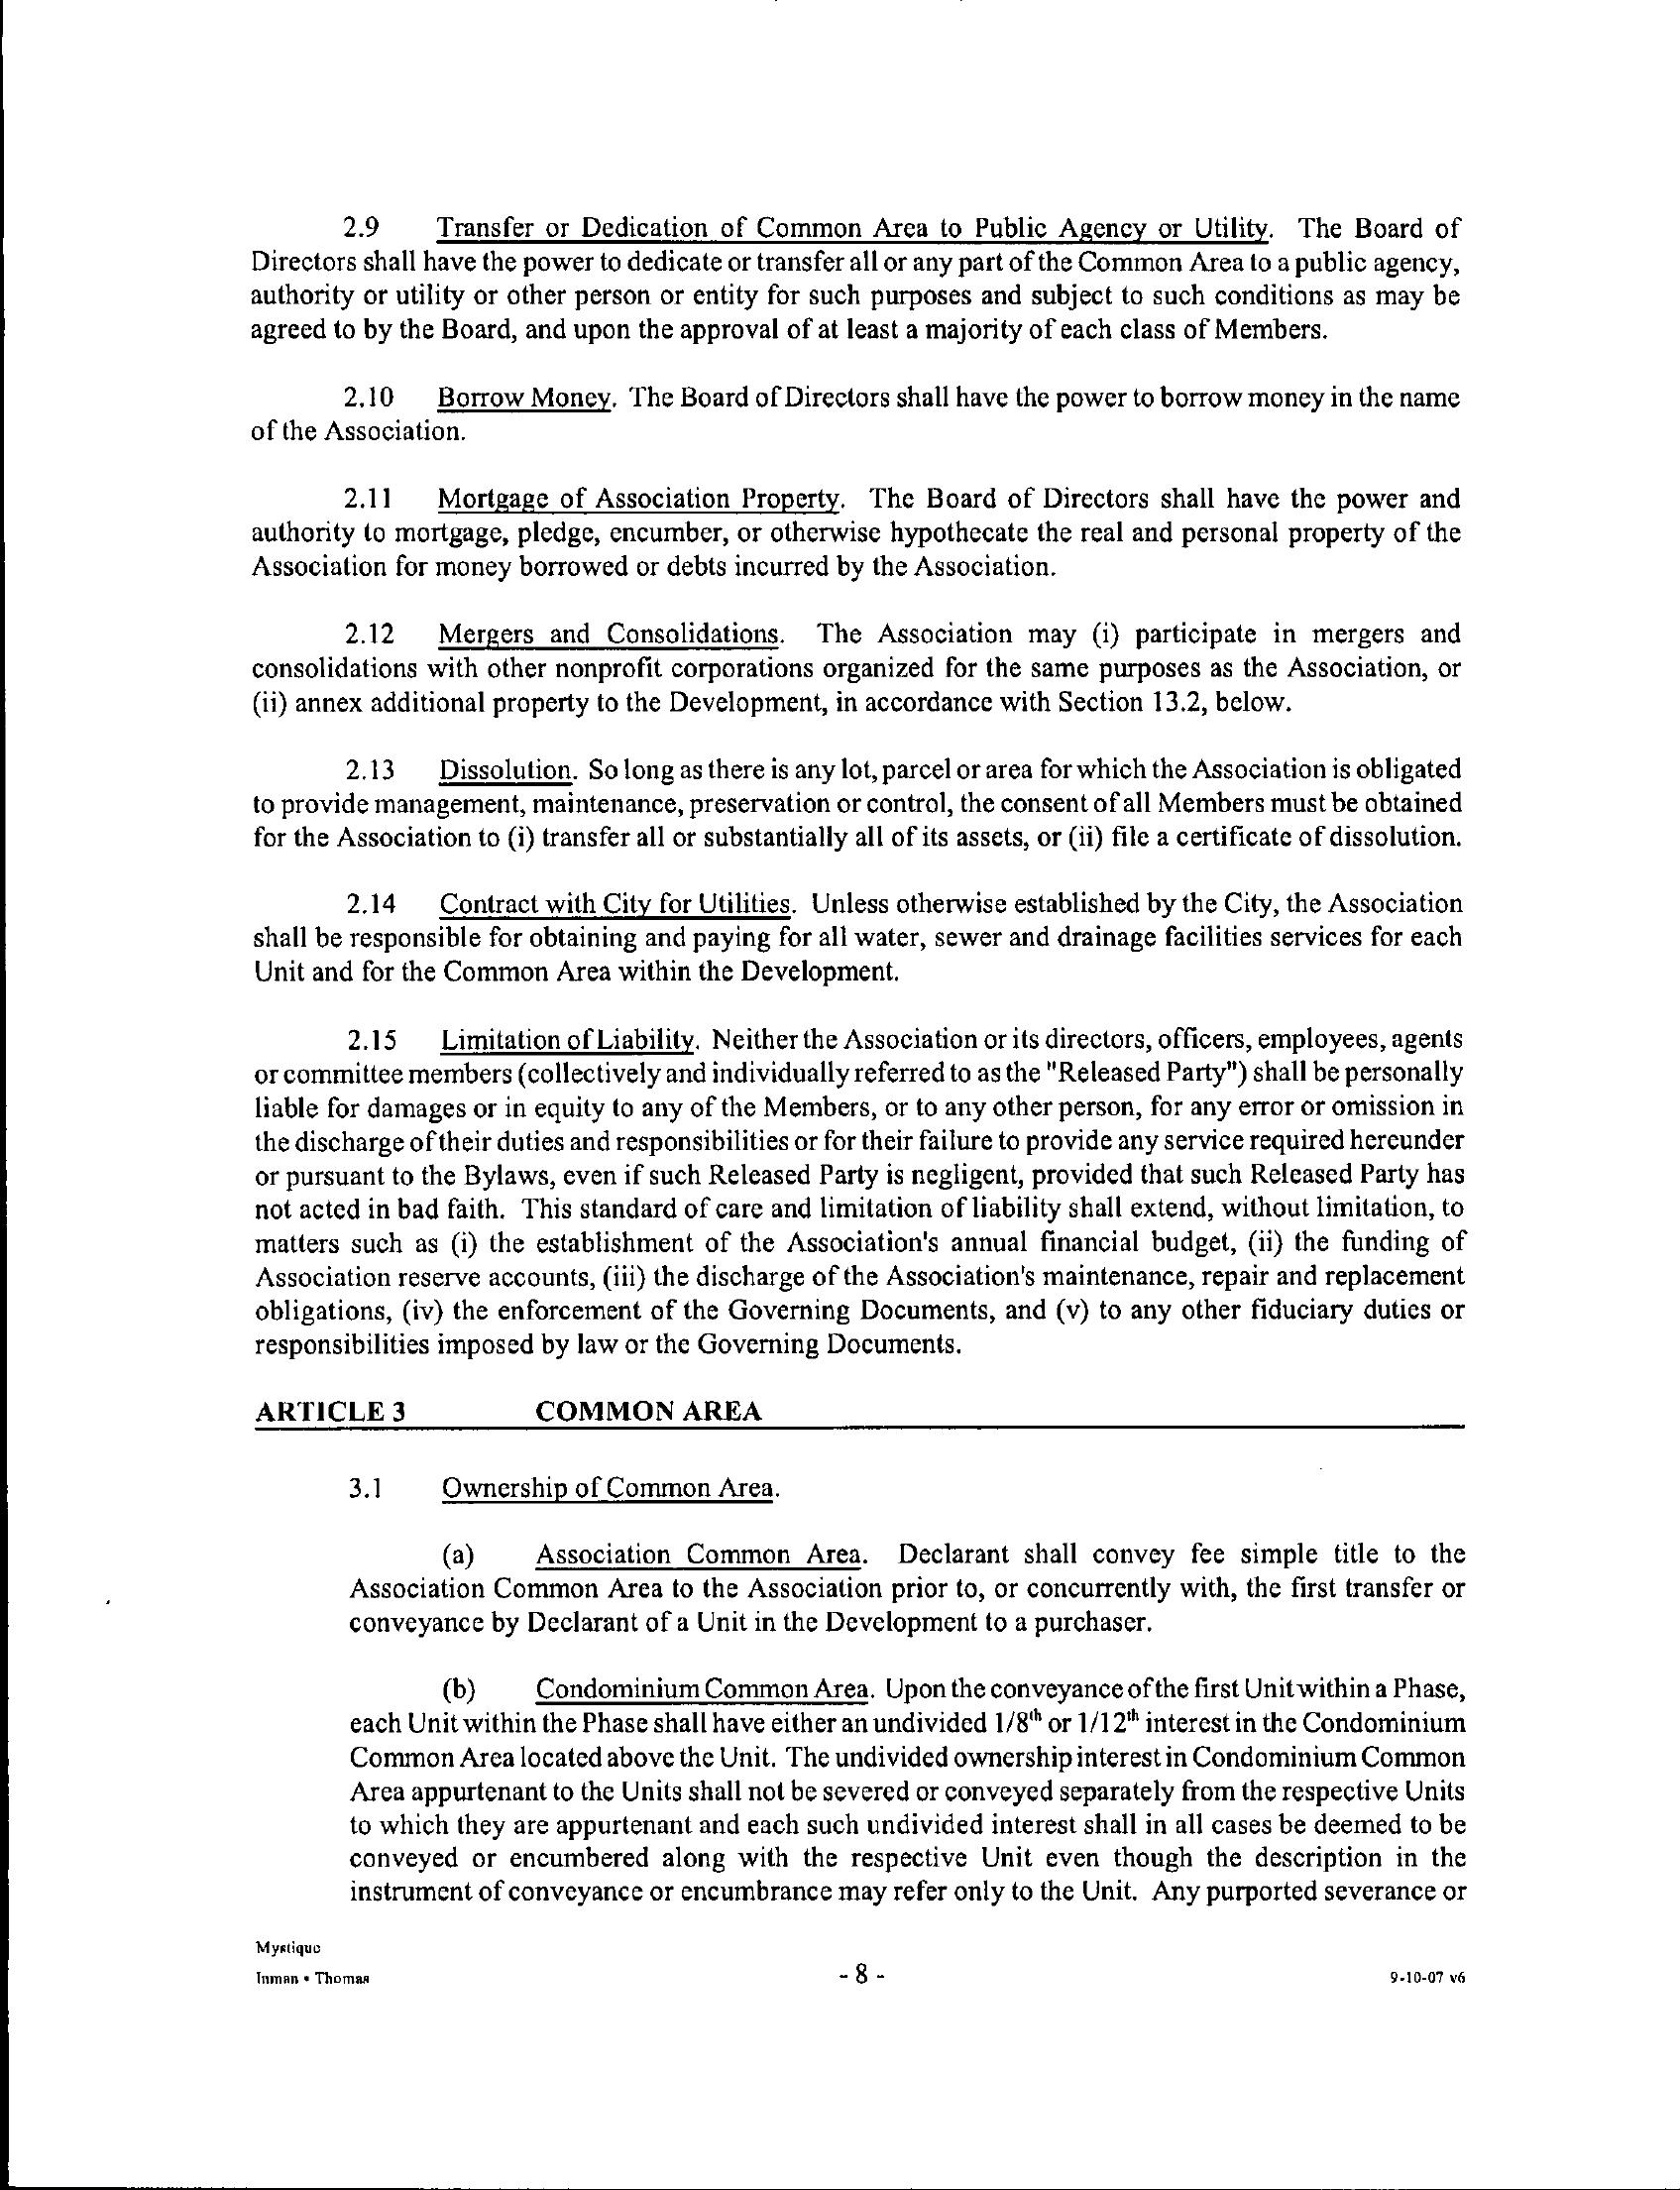 2.9 Transfer or Dedication of Common Area to Public Agency or Utility. The Board of
Directors shall have the power to dedicate or transfer all or any part of the Common Area to a public agency,
authority or utility or other person or entity for such purposes and subject to such conditions as may be
agreed to by the Board, and upon the approval of at least a majority of each class of Members.
2.10 Borrow Money. The Board of Directors shall have the power to borrow money in the name
of the Association.
2.11 Mortgage of Association Property. The Board of Directors shall have the power and
authority to mortgage, pledge, encumber, or otherwise hypothecate the real and personal property of the
Association for money borrowed or debts incurred by the Association.
2.12 Mergers and Consolidations. The Association may (i) participate in mergers and
consolidations with other nonprofit corporations organized for the same purposes as the Association, or
(ii) annex additional property to the Development, in accordance with Section 13.2, below.
2.13 Dissolution. So long as there is any lot, parcel or area for which the Association is obligated
to provide management, maintenance, preservation or control, the consent of all Members must be obtained
for the Association to (i) transfer all or substantially all of its assets, or (ii) file a certificate of dissolution.
2.14 Contract with City for Utilities. Unless otherwise established by the City, the Association
shall be responsible for obtaining and paying for all water, sewer and drainage facilities services for each
Unit and for the Common Area within the Development.
2.15 Limitation of Liability. Neither the Association or its directors, officers, employees, agents
or committee members (collectively and individually referred to as the "Released Party") shall be personally
liable for damages or in equity to any of the Members, or to any other person, for any error or omission in
the discharge of their duties and responsibilities or for their failure to provide any service required hereunder
or pursuant to the Bylaws, even if such Released Party is negligent, provided that such Released Party has
not acted in bad faith. This standard of care and limitation of liability shall extend, without limitation, to
matters such as (i) the establishment of the Association's annual financial budget, (ii) the funding of
Association reserve accounts, (iii) the discharge of the Association's maintenance, repair and replacement
obligations, (iv) the enforcement of the Governing Documents, and (v) to any other fiduciary duties or
responsibilities imposed by law or the Governing Documents.
ARTICLE 3 COMMON AREA
3.1 Ownership of Common Area.
(a) Association Common Area. Declarant shall convey fee simple title to the
Association Common Area to the Association prior to, or concurrently with, the first transfer or
conveyance by Declarant of a Unit in the Development to a purchaser.
(b) Condominium Common Area. Upon the conveyance of the first Unit within a Phase,
each Unit within the Phase shall have either an undivided 1/8th or 1/12th interest in the Condominium
Common Area located above the Unit. The undivided ownership interest in Condominium Common
Area appurtenant to the Units shall not be severed or conveyed separately from the respective Units
to which they are appurtenant and each such undivided interest shall in all cases be deemed to be
conveyed or encumbered along with the respective Unit even though the description in the
instrument of conveyance or encumbrance may refer only to the Unit. Any purported severance or
Mystique
Inman • Thomas
- 8 -
9-10-07 v6